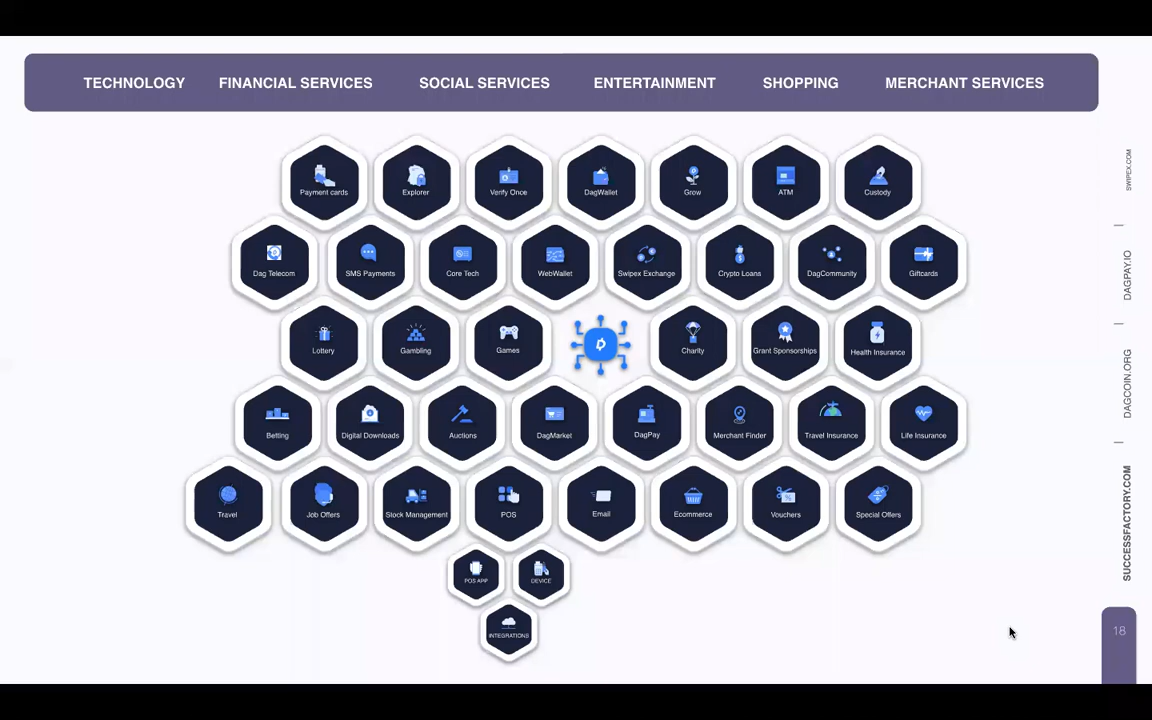 TECHNOLOGY FINANCIAL SERVICES SOCIAL SERVICES ENTERTAINMENT SHOPPING MERCHANT SERVICES
Payment cards Explorer Verify Once DagWallet Grow ATM Custody
Dag Telecom SMS Payments Core Tech WebWallet Swipex Exchange Crypto Loans DagCommunity Giftcards
Lottery Gambling Games Charity Grant Sponsorships Health Insurance
Betting Digital Downloads Auctions DagMarket DagPay Merchant Finder Travel Insurance Life Insurance
Travel Job Offers Stock Management POS Email Ecommerce Vouchers Special Offers
POS APP DEVICE
INTEGRATIONS
SWIPEX.COM
DAGPAY.IO
DAGCOIN.ORG
SUCCESSFACTORY.COM
18